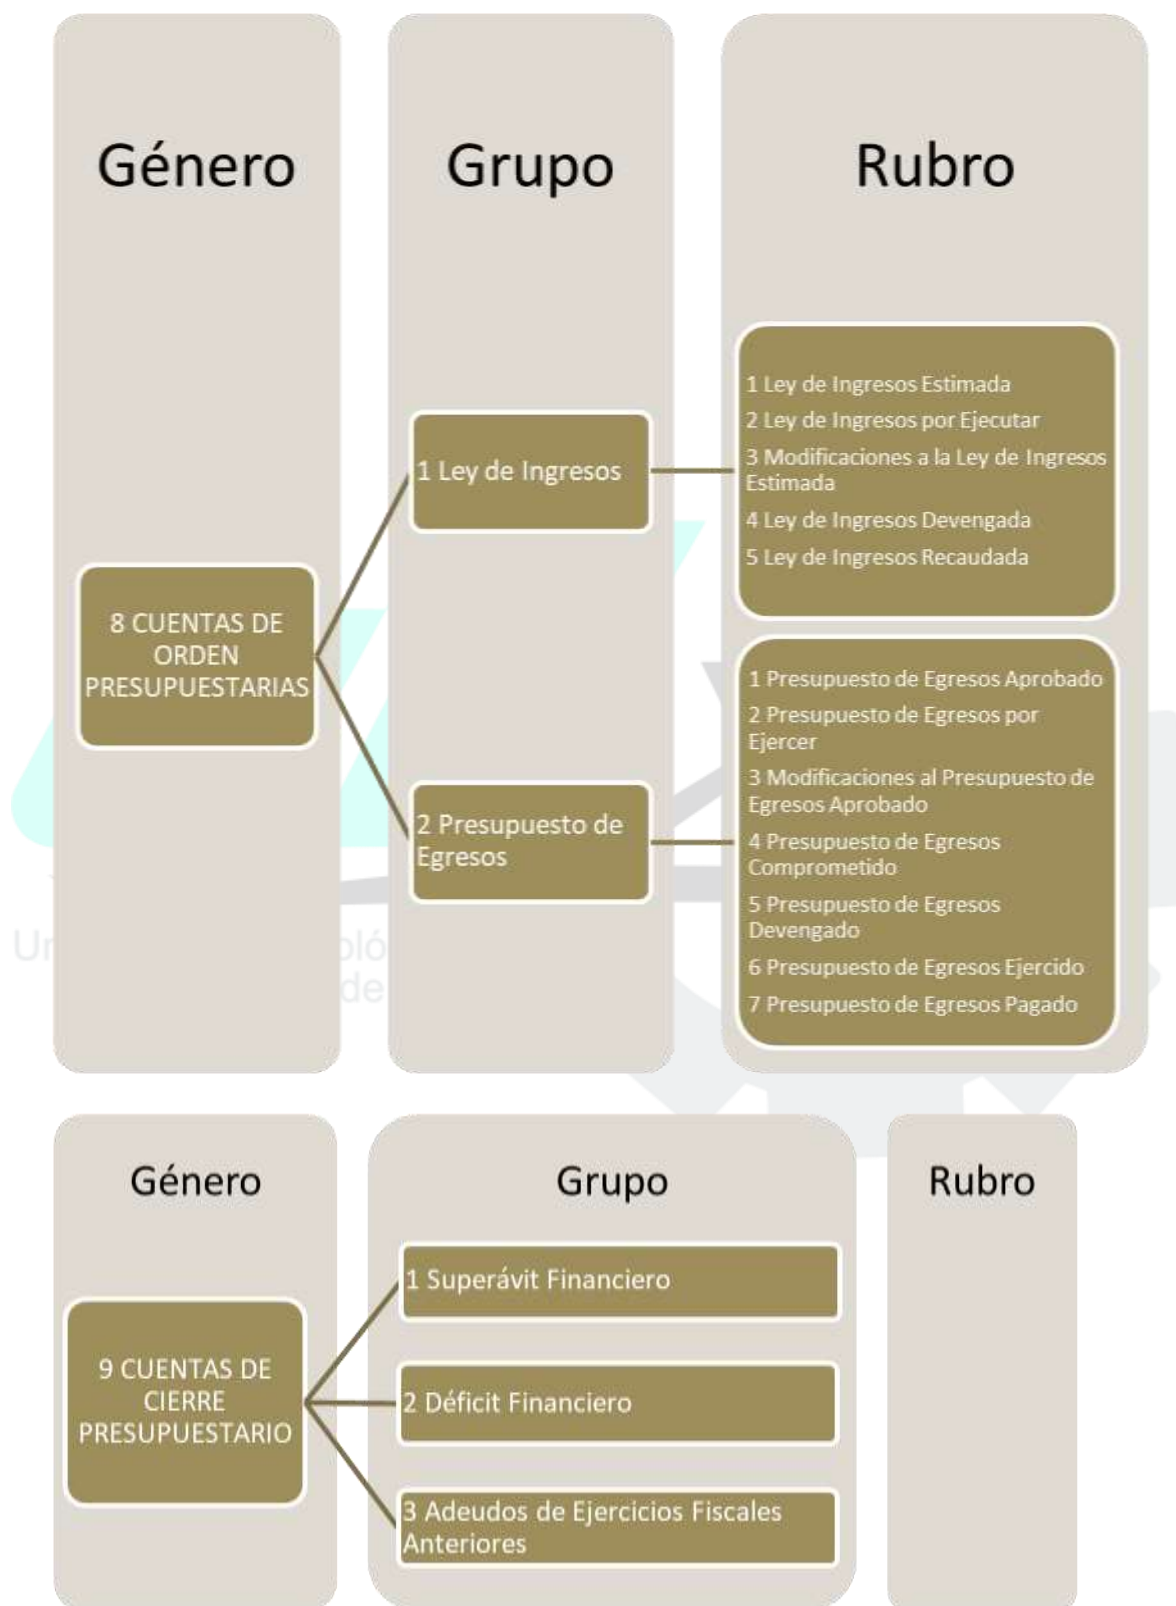 Género
Grupo
Rubro
8 CUENTAS DE
ORDEN
PRESUPUESTARIAS
1 Ley de Ingresos
1 Ley de Ingresos Estimada
2 Ley de Ingresos por Ejecutar
3 Modificaciones a la Ley de Ingresos
Estimada
4 Ley de Ingresos Devengada
5 Ley de Ingresos Recaudada
2 Presupuesto de
Egresos
1 Presupuesto de Egresos Aprobado
2 Presupuesto de Egresos por
Ejercer
3 Modificaciones al Presupuesto de
Egresos Aprobado
4 Presupuesto de Egresos
Comprometido
5 Presupuesto de Egresos
Devengado
6 Presupuesto de Egresos Ejercido
7 Presupuesto de Egresos Pagado
Género
Grupo
Rubro
9 CUENTAS DE
CIERRE
PRESUPUESTARIO
1 Superávit Financiero
2 Déficit Financiero
3 Adeudos de Ejercicios Fiscales
Anteriores